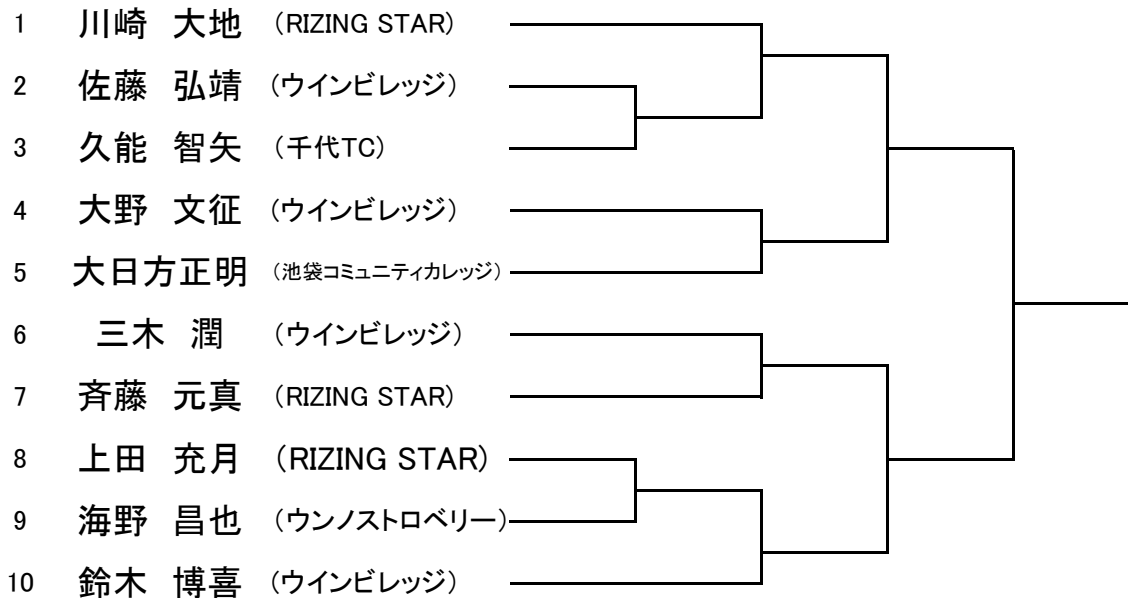 1 川崎 大地 (RIZING STAR)
2 佐藤 弘靖 (ウインビレッジ)
3 久能 智矢 (千代TC)
4 大野 文征 (ウインビレッジ)
5 大日方正明 (池袋コミュニティカレッジ)
6 三木 潤 (ウインビレッジ)
7 斉藤 元真 (RIZING STAR)
8 上田 充月 (RIZING STAR)
9 海野 昌也 (ウンノストロベリー)
10 鈴木 博喜 (ウインビレッジ)